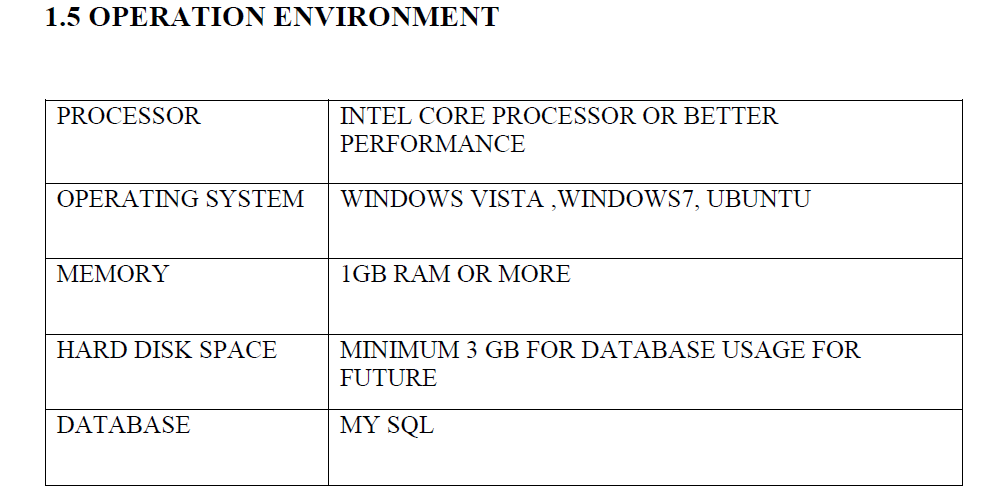 1.5 OPERATION ENVIRONMENT
PROCESSOR INTEL CORE PROCESSOR OR BETTER
PERFORMANCE
OPERATING SYSTEM WINDOWS VISTA ,WINDOWS7, UBUNTU
MEMORY 1GB RAM OR MORE
HARD DISK SPACE MINIMUM 3 GB FOR DATABASE USAGE FOR
FUTURE
DATABASE MY SQL